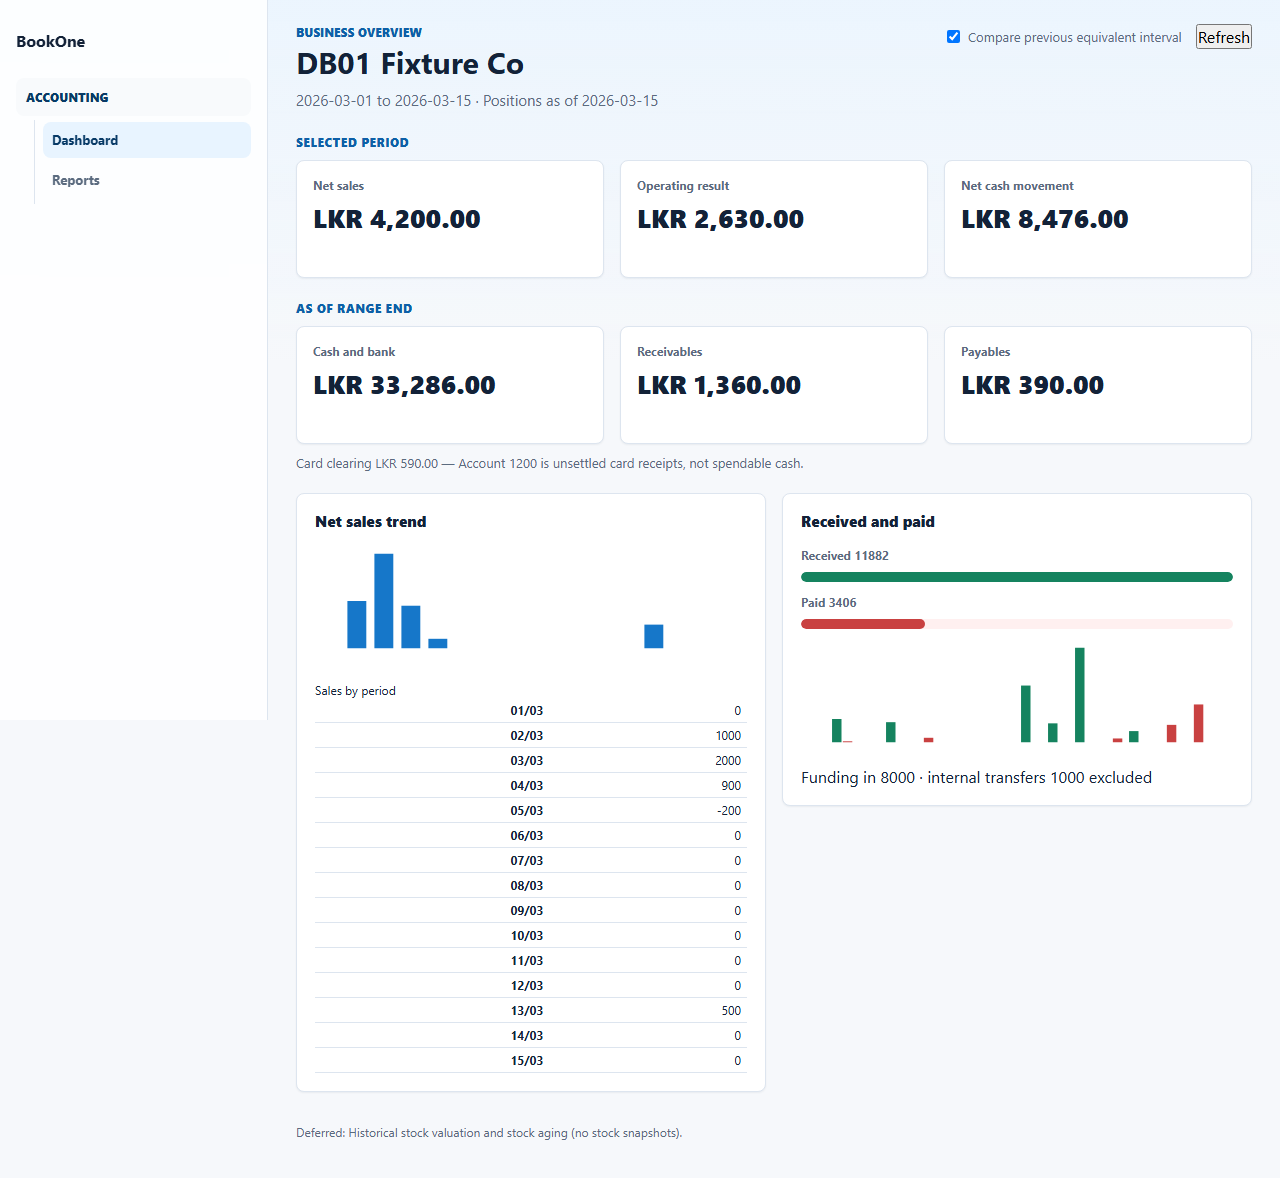 BookOne
ACCOUNTING
Dashboard
Reports
BUSINESS OVERVIEW
DB01 Fixture Co
2026-03-01 to 2026-03-15 · Positions as of 2026-03-15
Compare previous equivalent interval
Refresh
SELECTED PERIOD
Net sales
LKR 4,200.00
Operating result
LKR 2,630.00
Net cash movement
LKR 8,476.00
AS OF RANGE END
Cash and bank
LKR 33,286.00
Receivables
LKR 1,360.00
Payables
LKR 390.00
Card clearing LKR 590.00 — Account 1200 is unsettled card receipts, not spendable cash.
Net sales trend
Sales by period
01/03 0
02/03 1000
03/03 2000
04/03 900
05/03 -200
06/03 0
07/03 0
08/03 0
09/03 0
10/03 0
11/03 0
12/03 0
13/03 500
14/03 0
15/03 0
Received and paid
Received 11882
Paid 3406
Funding in 8000 · internal transfers 1000 excluded
Deferred: Historical stock valuation and stock aging (no stock snapshots).